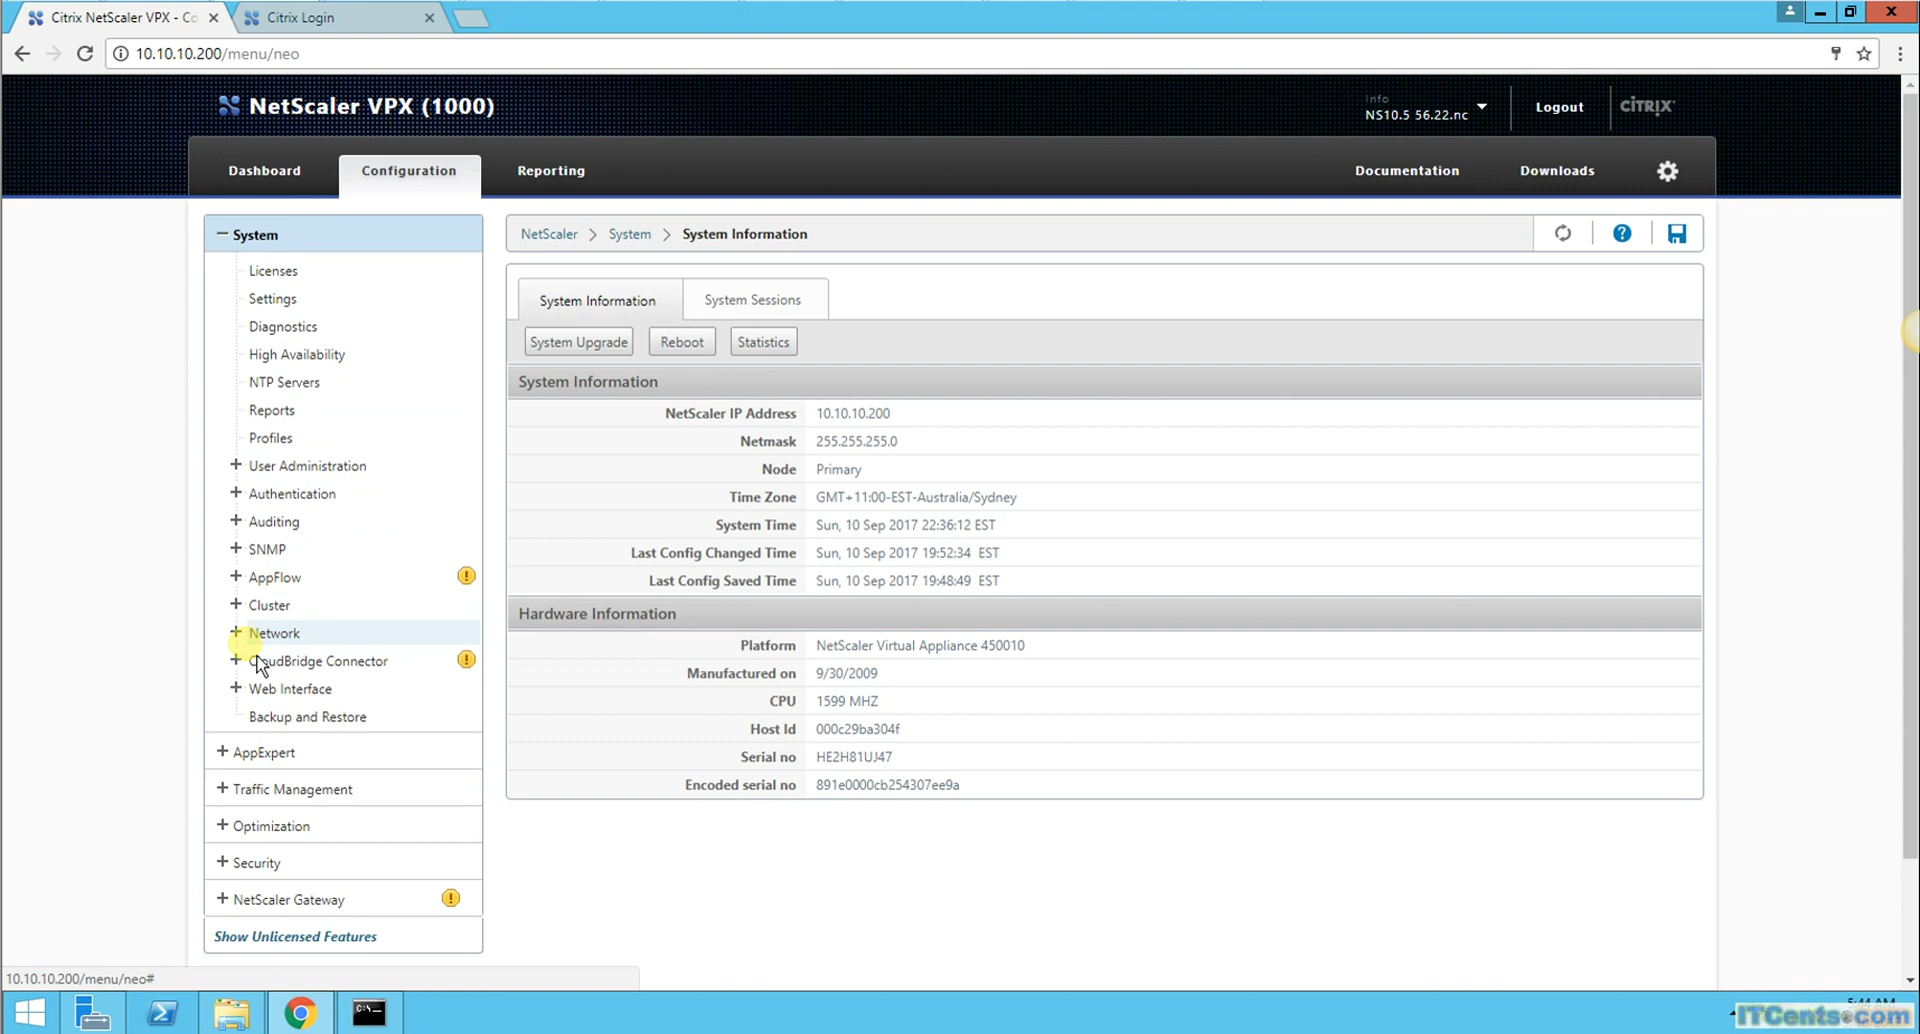 Citrix NetScaler VPX - Co
Citrix Login
10.10.10.200/menu/neo
NetScaler VPX (1000)
Info
NS10.5 56.22.nc
Logout
CITRIX
Dashboard
Configuration
Reporting
Documentation
Downloads
System
Licenses
Settings
Diagnostics
High Availability
NTP Servers
Reports
Profiles
User Administration
Authentication
Auditing
SNMP
AppFlow
Cluster
Network
CloudBridge Connector
Web Interface
Backup and Restore
AppExpert
Traffic Management
Optimization
Security
NetScaler Gateway
Show Unlicensed Features
NetScaler > System > System Information
System Information
System Sessions
System Upgrade
Reboot
Statistics
System Information
NetScaler IP Address 10.10.10.200
Netmask 255.255.255.0
Node Primary
Time Zone GMT+11:00-EST-Australia/Sydney
System Time Sun, 10 Sep 2017 22:36:12 EST
Last Config Changed Time Sun, 10 Sep 2017 19:52:34 EST
Last Config Saved Time Sun, 10 Sep 2017 19:48:49 EST
Hardware Information
Platform NetScaler Virtual Appliance 450010
Manufactured on 9/30/2009
CPU 1599 MHZ
Host Id 000c29ba304f
Serial no HE2H81UJ47
Encoded serial no 891e0000cb254307ee9a
10.10.10.200/menu/neo#
5:44 AM
ITCents.com